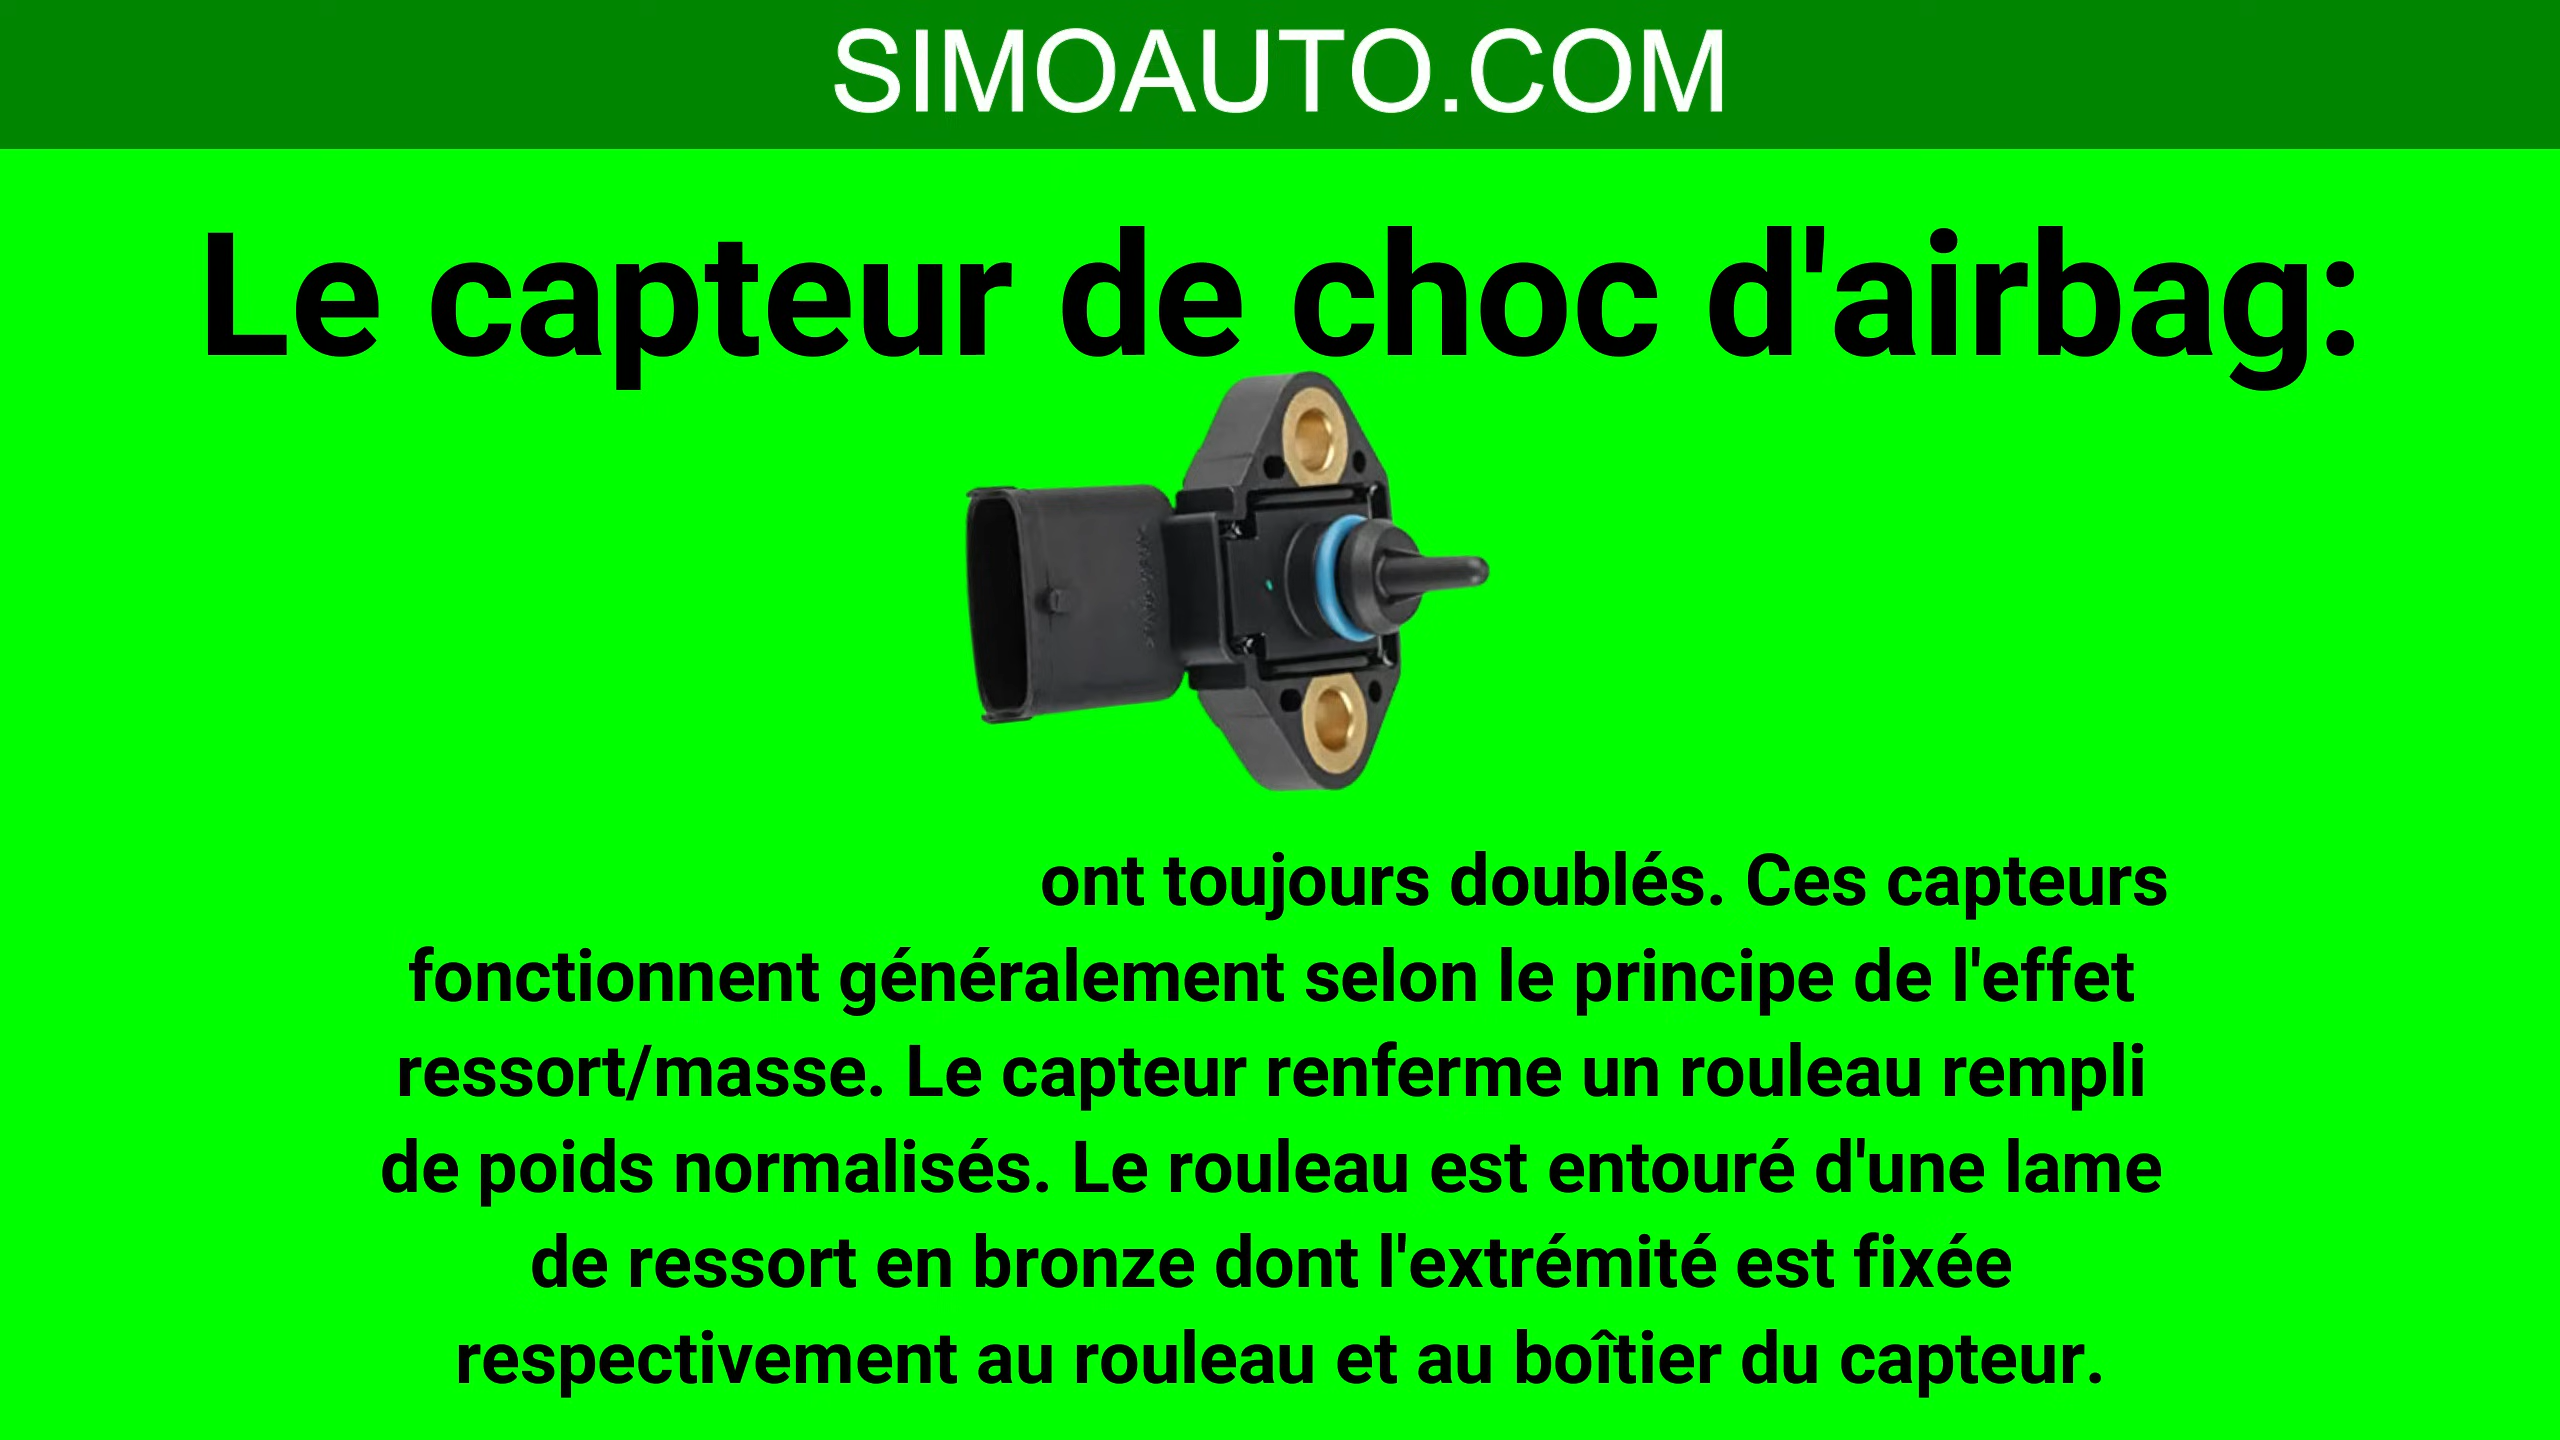 SIMOAUTO.COM
Le capteur de choc d'airbag:
ont toujours doublés. Ces capteurs
fonctionnent généralement selon le principe de l'effet
ressort/masse. Le capteur renferme un rouleau rempli
de poids normalisés. Le rouleau est entouré d'une lame
de ressort en bronze dont l'extrémité est fixée
respectivement au rouleau et au boîtier du capteur.